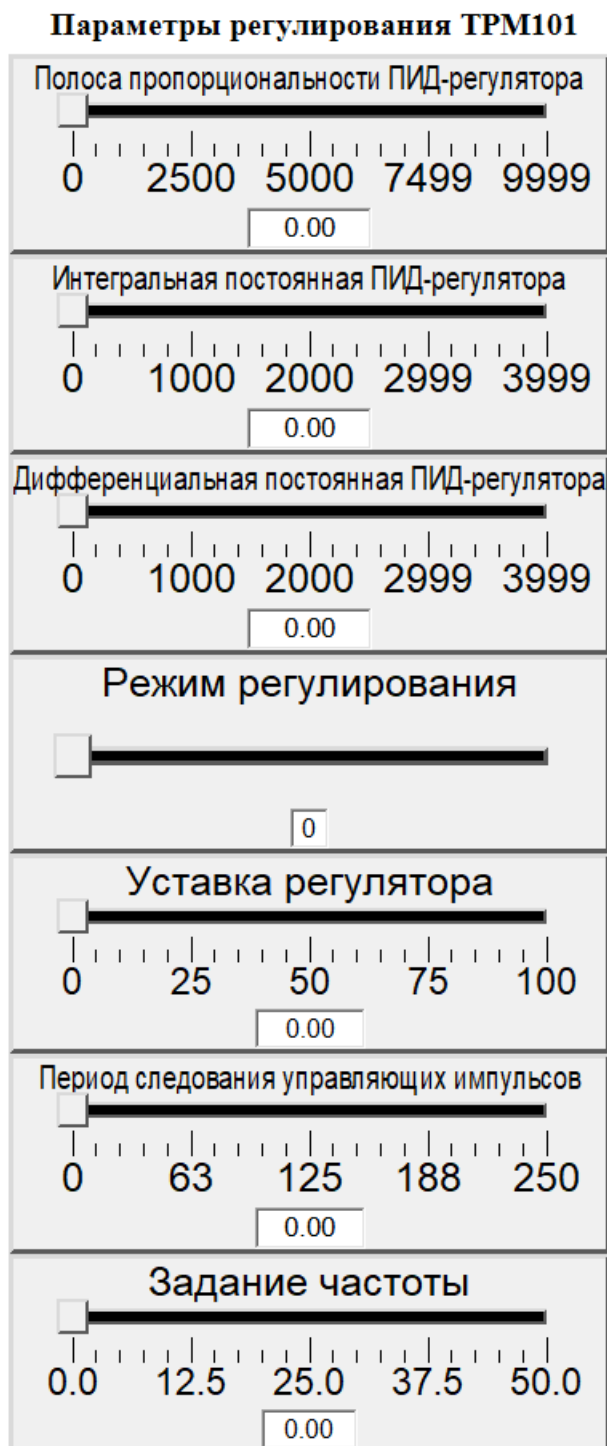 Параметры регулирования ТРМ101
Полоса пропорциональности ПИД-регулятора
0 2500 5000 7499 9999
0.00
Интегральная постоянная ПИД-регулятора
0 1000 2000 2999 3999
0.00
Дифференциальная постоянная ПИД-регулятора
0 1000 2000 2999 3999
0.00
Режим регулирования
0
Уставка регулятора
0 25 50 75 100
0.00
Период следования управляющих импульсов
0 63 125 188 250
0.00
Задание частоты
0.0 12.5 25.0 37.5 50.0
0.00